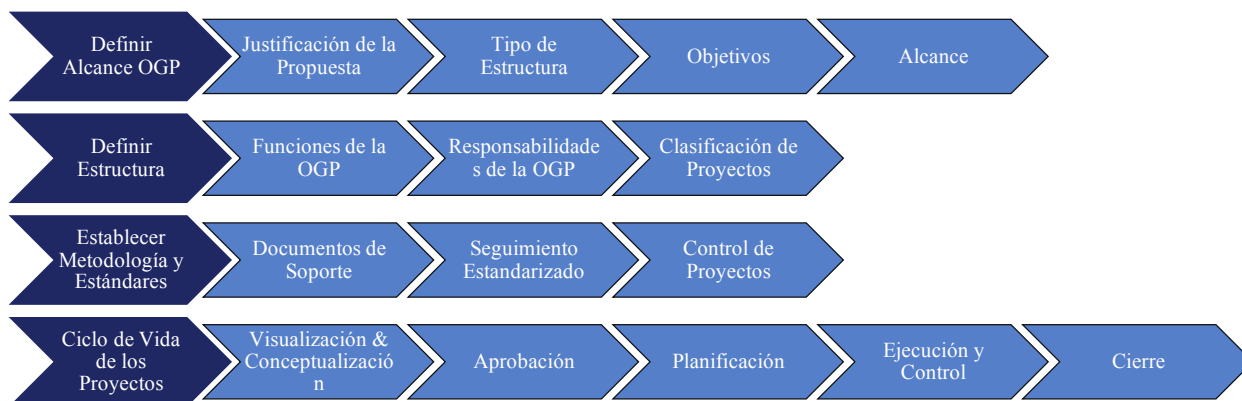 Definir
Alcance OGP
Justificación de la
Propuesta
Tipo de
Estructura
Objetivos
Alcance
Definir
Estructura
Funciones de la
OGP
Responsabilidade
s de la OGP
Clasificación de
Proyectos
Establecer
Metodología y
Estándares
Documentos de
Soporte
Seguimiento
Estandarizado
Control de
Proyectos
Ciclo de Vida
de los
Proyectos
Visualización &
Conceptualizació
n
Aprobación
Planificación
Ejecución y
Control
Cierre